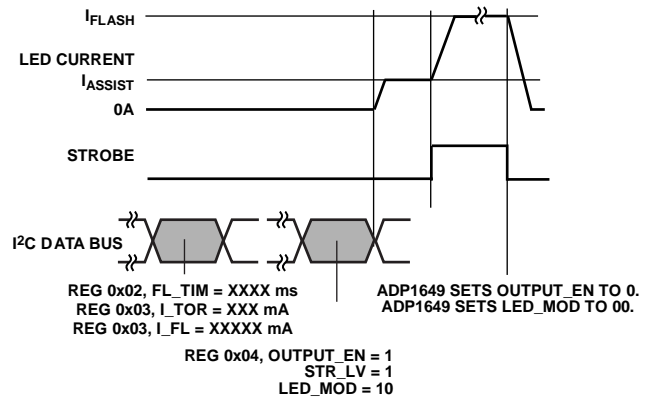 I_FLASH
LED CURRENT
I_ASSIST
0A
STROBE
I²C DATA BUS
REG 0x02, FL_TIM = XXXX ms
REG 0x03, I_TOR = XXX mA
REG 0x03, I_FL = XXXXX mA
ADP1649 SETS OUTPUT_EN TO 0.
ADP1649 SETS LED_MOD TO 00.
REG 0x04, OUTPUT_EN = 1
STR_LV = 1
LED_MOD = 10